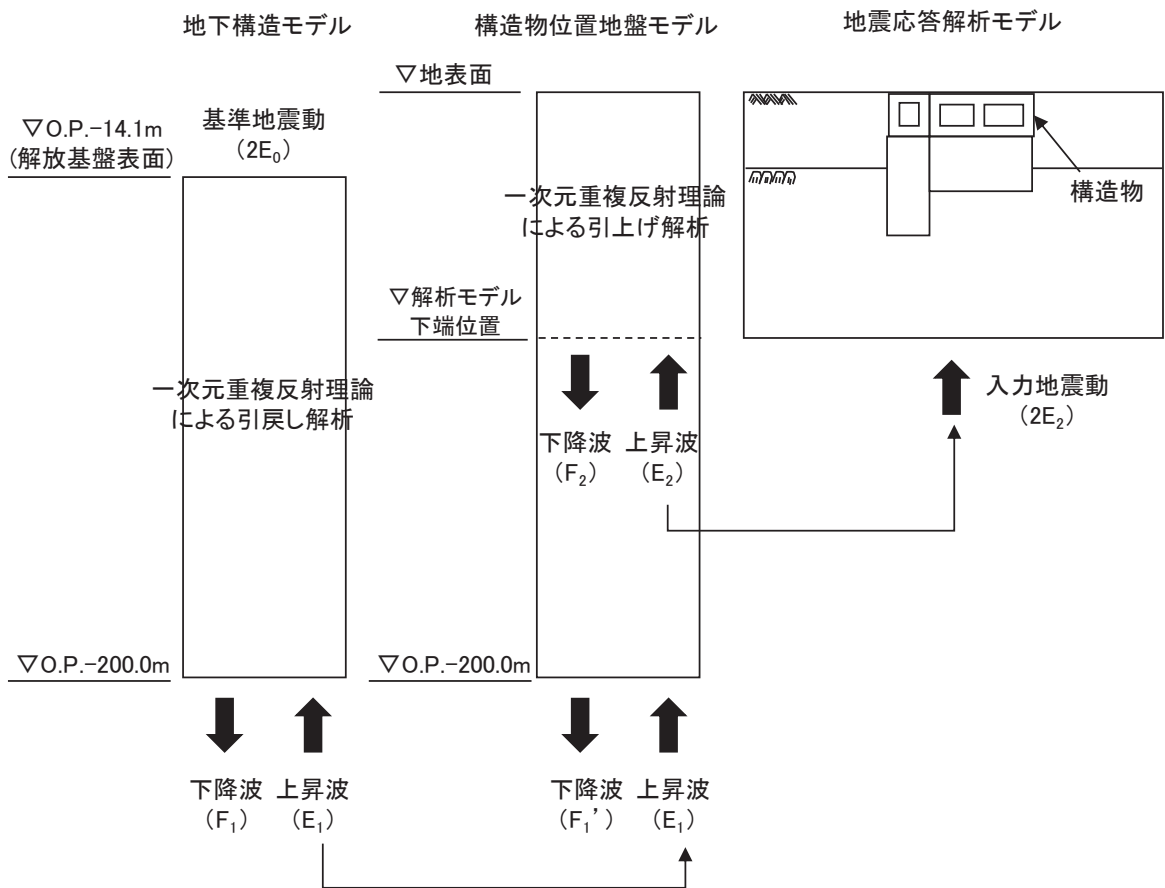 地下構造モデル
構造物位置地盤モデル
地震応答解析モデル
▽地表面
▽O.P.-14.1m
(解放基盤表面)
基準地震動
(2E₀)
一次元重複反射理論
による引上げ解析
構造物
▽解析モデル
下端位置
一次元重複反射理論
による引戻し解析
下降波
(F₂)
上昇波
(E₂)
入力地震動
(2E₂)
▽O.P.-200.0m
▽O.P.-200.0m
下降波
(F₁)
上昇波
(E₁)
下降波
(F₁’)
上昇波
(E₁)